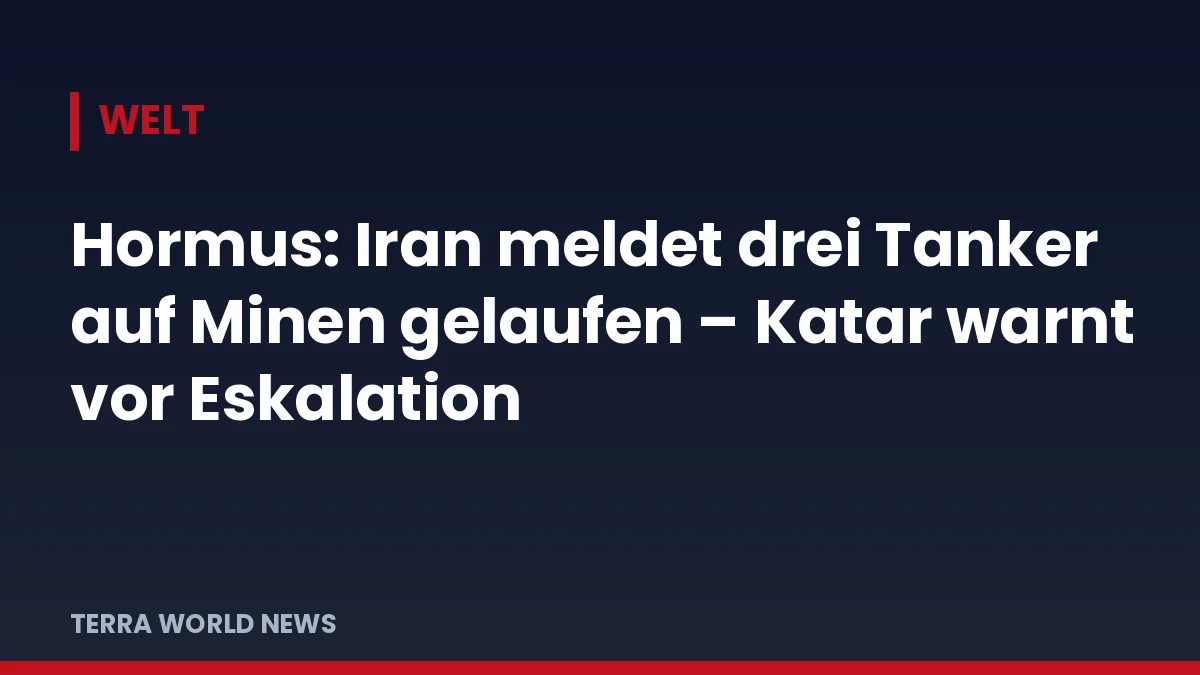 WELT
Hormus: Iran meldet drei Tanker
auf Minen gelaufen – Katar warnt
vor Eskalation
TERRA WORLD NEWS